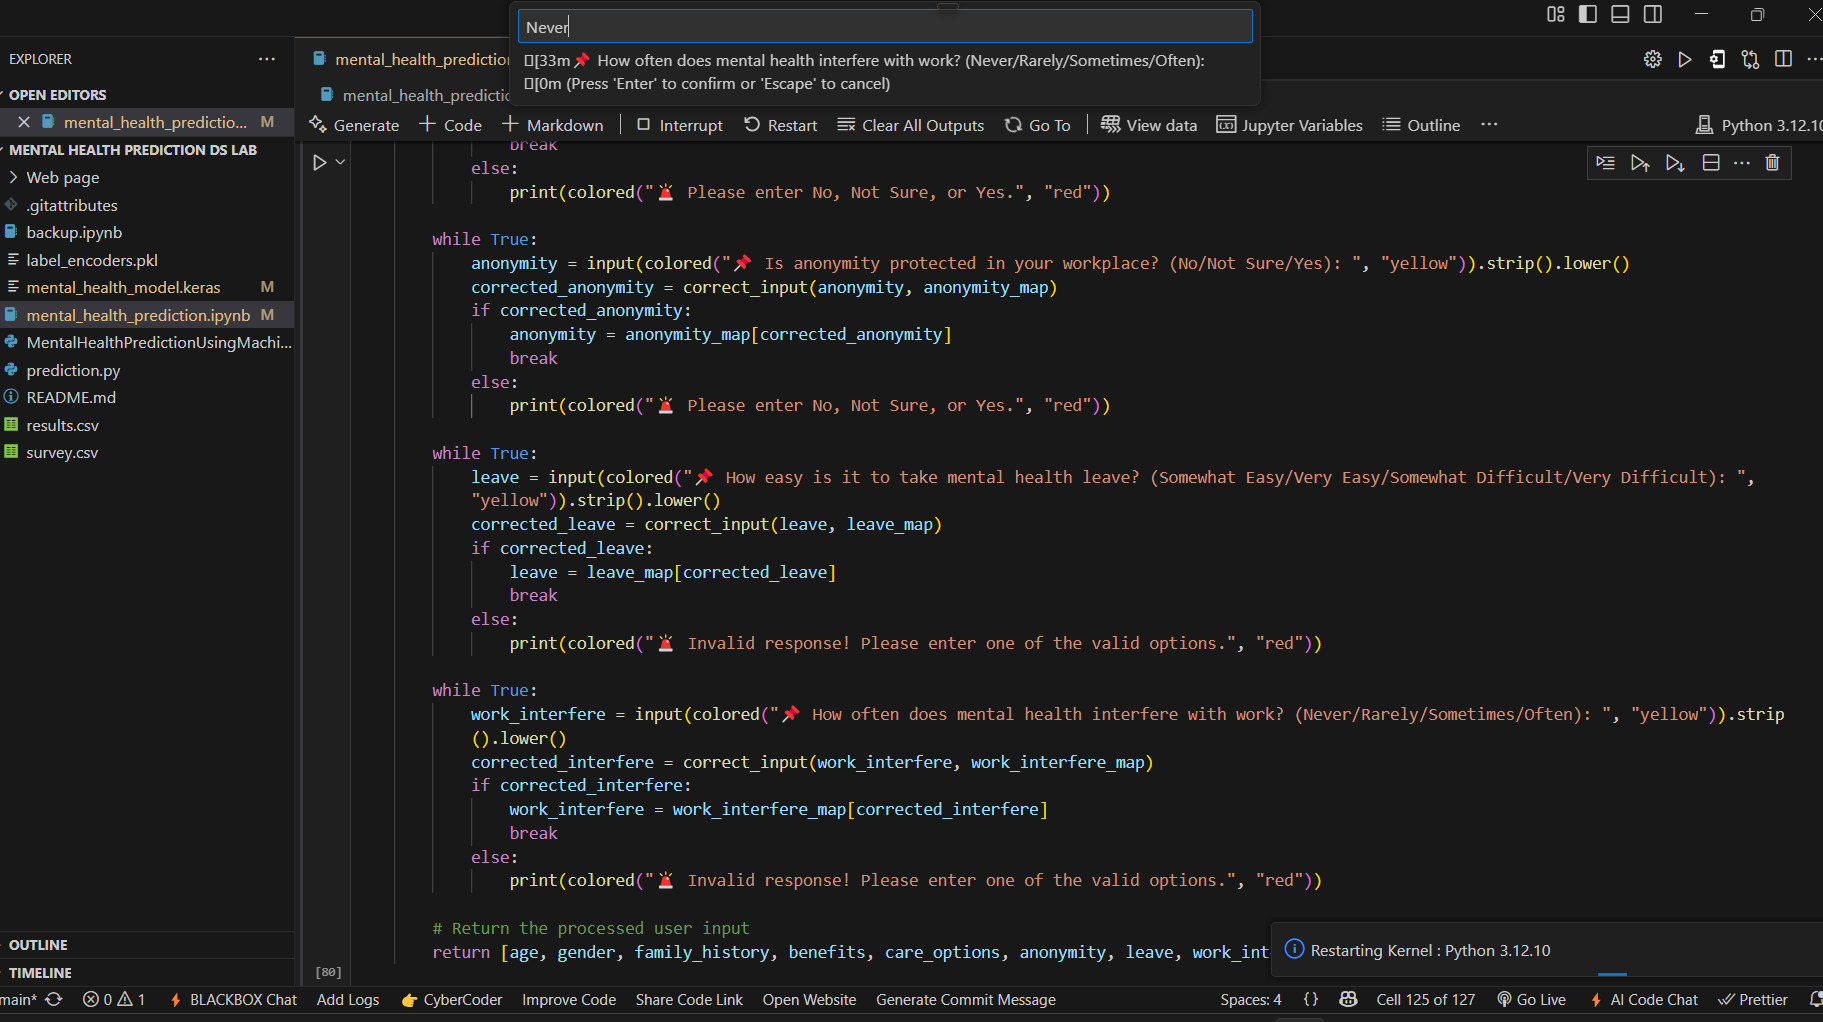 Never
[33m📌 How often does mental health interfere with work? (Never/Rarely/Sometimes/Often):
[0m (Press 'Enter' to confirm or 'Escape' to cancel)
EXPLORER
OPEN EDITORS
mental_health_predictio... M
MENTAL HEALTH PREDICTION DS LAB
Web page
.gitattributes
backup.ipynb
label_encoders.pkl
mental_health_model.keras M
mental_health_prediction.ipynb M
MentalHealthPredictionUsingMachi...
prediction.py
README.md
results.csv
survey.csv
OUTLINE
TIMELINE
mental_health_prediction
mental_health_predictic
Generate + Code + Markdown Interrupt Restart Clear All Outputs Go To View data Jupyter Variables Outline ... Python 3.12.10
break
else:
print(colored("🚨 Please enter No, Not Sure, or Yes.", "red"))
while True:
anonymity = input(colored("📌 Is anonymity protected in your workplace? (No/Not Sure/Yes): ", "yellow")).strip().lower()
corrected_anonymity = correct_input(anonymity, anonymity_map)
if corrected_anonymity:
anonymity = anonymity_map[corrected_anonymity]
break
else:
print(colored("🚨 Please enter No, Not Sure, or Yes.", "red"))
while True:
leave = input(colored("📌 How easy is it to take mental health leave? (Somewhat Easy/Very Easy/Somewhat Difficult/Very Difficult): ",
"yellow")).strip().lower()
corrected_leave = correct_input(leave, leave_map)
if corrected_leave:
leave = leave_map[corrected_leave]
break
else:
print(colored("🚨 Invalid response! Please enter one of the valid options.", "red"))
while True:
work_interfere = input(colored("📌 How often does mental health interfere with work? (Never/Rarely/Sometimes/Often): ", "yellow")).strip
().lower()
corrected_interfere = correct_input(work_interfere, work_interfere_map)
if corrected_interfere:
work_interfere = work_interfere_map[corrected_interfere]
break
else:
print(colored("🚨 Invalid response! Please enter one of the valid options.", "red"))
# Return the processed user input
return [age, gender, family_history, benefits, care_options, anonymity, leave, work_int
[80]
Restarting Kernel : Python 3.12.10
main* 0 1 BLACKBOX Chat Add Logs 👉 CyberCoder Improve Code Share Code Link Open Website Generate Commit Message Spaces: 4 {} Cell 125 of 127 Go Live AI Code Chat Prettier